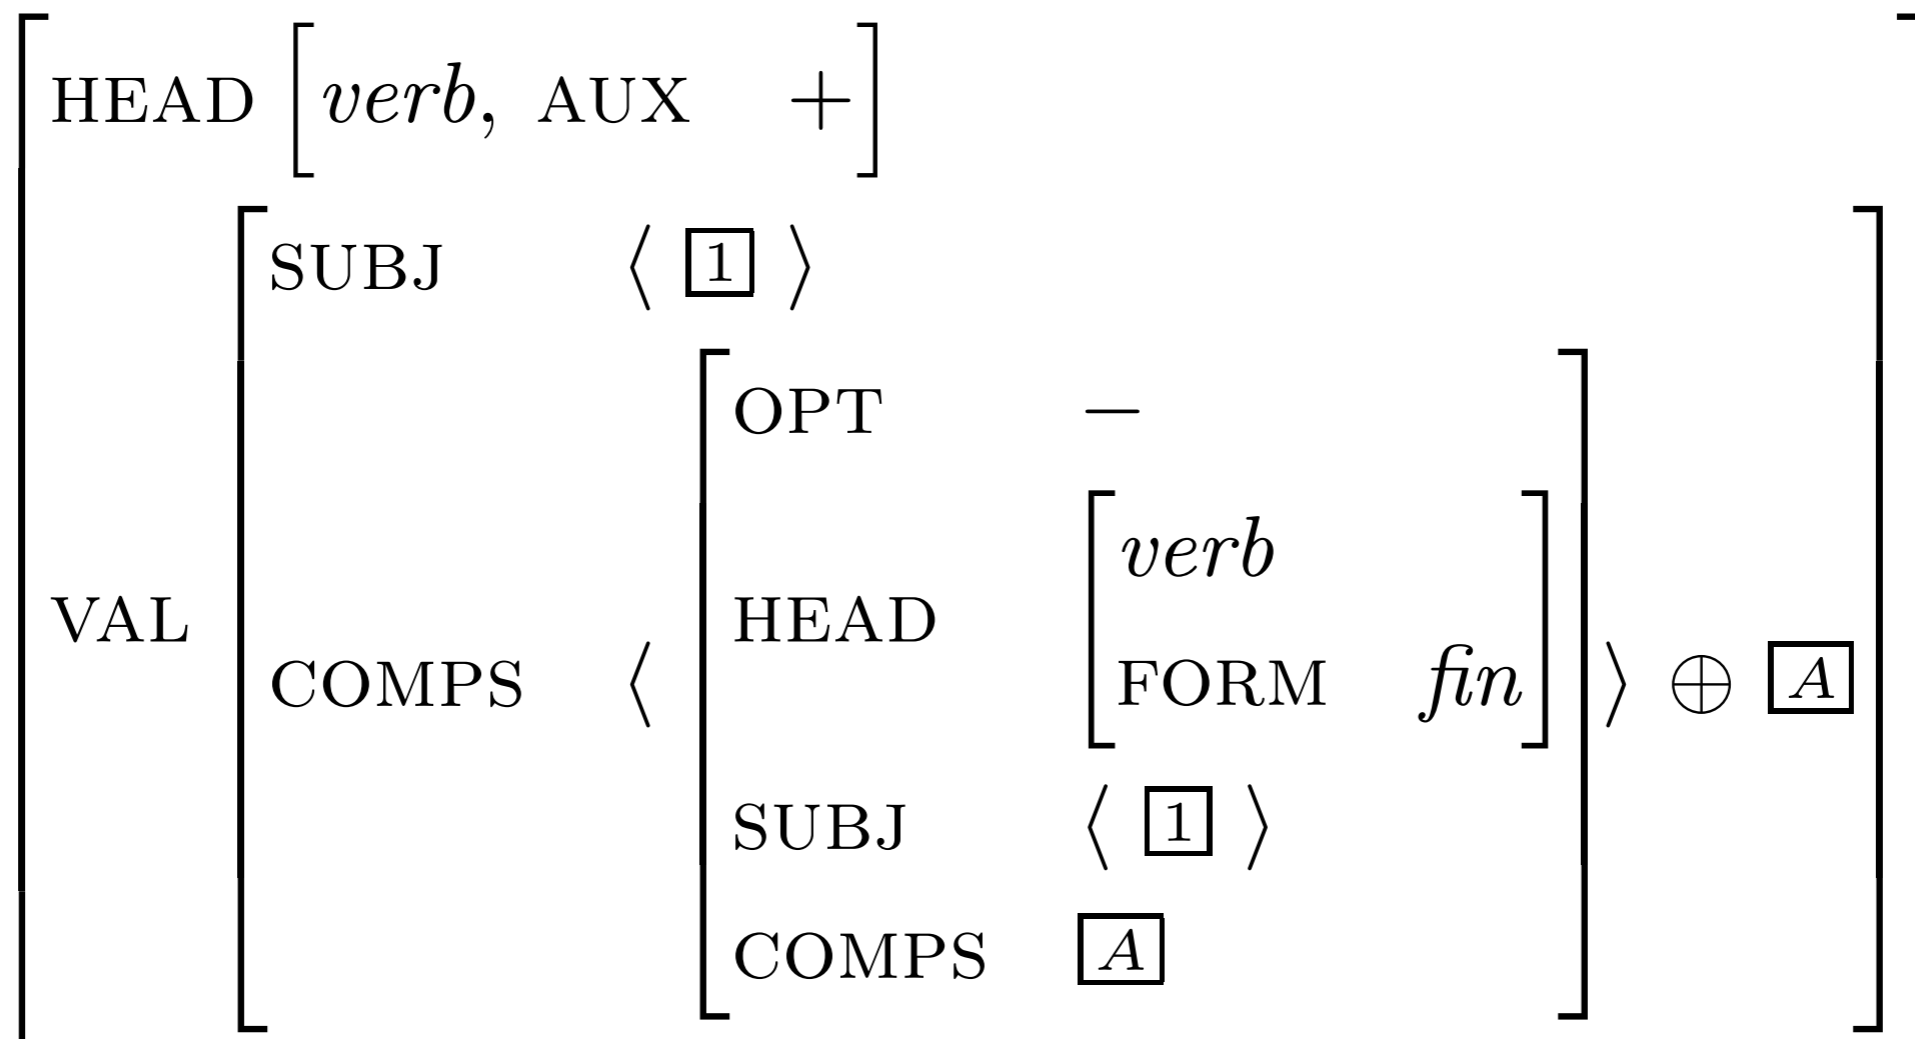 HEAD [verb, AUX +]
SUBJ ⟨ 1 ⟩
OPT −
verb
VAL HEAD
COMPS ⟨ FORM fin ⟩ ⊕ A
SUBJ ⟨ 1 ⟩
COMPS A